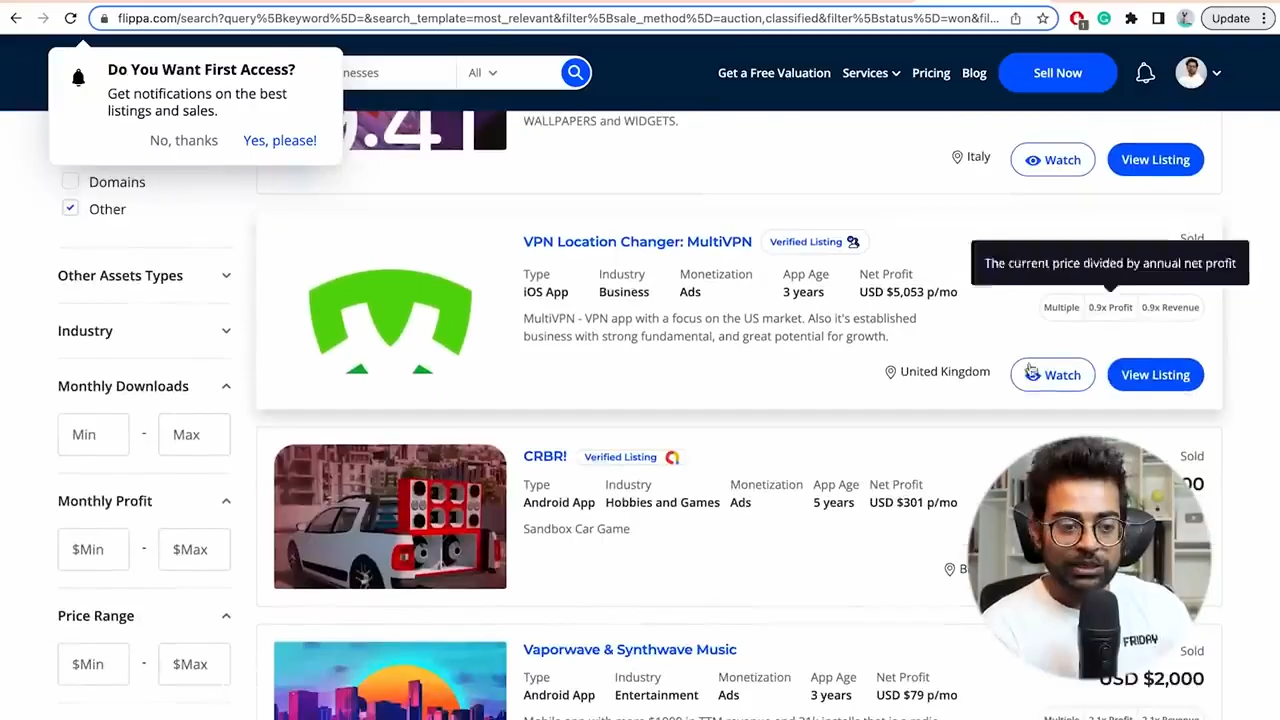 flippa.com/search?query%5Bkeyword%5D=&search_template=most_relevant&filter%5Bsale_method%5D=auction,classified&filter%5Bstatus%5D=won&fil...
1
Update
Do You Want First Access?
Get notifications on the best
listings and sales.
No, thanks
Yes, please!
nesses
All
Get a Free Valuation
Services
Pricing
Blog
Sell Now
Domains
Other
Other Assets Types
Industry
Monthly Downloads
Min - Max
Monthly Profit
$Min - $Max
Price Range
$Min - $Max
WALLPAPERS and WIDGETS.
Italy
Watch
View Listing
VPN Location Changer: MultiVPN
Verified Listing
Sold
The current price divided by annual net profit
Type Industry Monetization App Age Net Profit
iOS App Business Ads 3 years USD $5,053 p/mo
Multiple 0.9x Profit 0.9x Revenue
MultiVPN - VPN app with a focus on the US market. Also it's established
business with strong fundamental, and great potential for growth.
United Kingdom
Watch
View Listing
CRBR!
Verified Listing
Sold
Type Industry Monetization App Age Net Profit
Android App Hobbies and Games Ads 5 years USD $301 p/mo
Sandbox Car Game
Vaporwave & Synthwave Music
Sold
Type Industry Monetization App Age Net Profit
Android App Entertainment Ads 3 years USD $79 p/mo
USD $2,000
FRIDAY